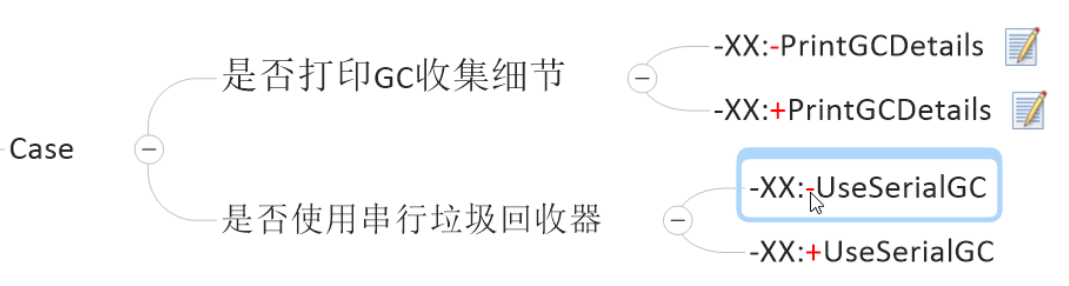 Case
是否打印GC收集细节
-XX:-PrintGCDetails
-XX:+PrintGCDetails
是否使用串行垃圾回收器
-XX:-UseSerialGC
-XX:+UseSerialGC